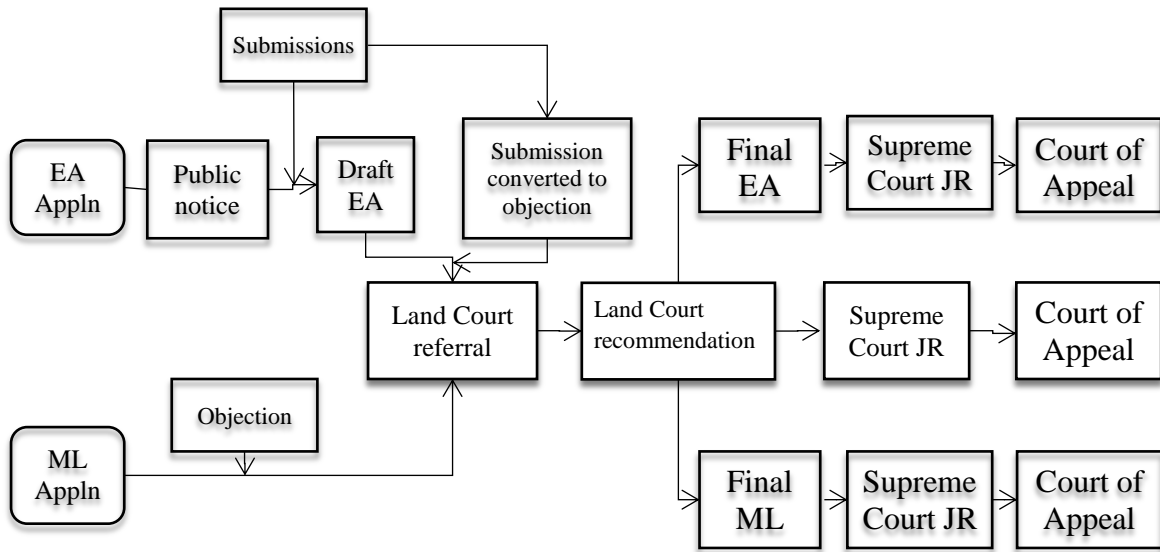 Submissions
EA
Appln
Public
notice
Draft
EA
Submission
converted to
objection
Final
EA
Supreme
Court JR
Court of
Appeal
Land Court
referral
Land Court
recommendation
Supreme
Court JR
Court of
Appeal
Objection
ML
Appln
Final
ML
Supreme
Court JR
Court of
Appeal